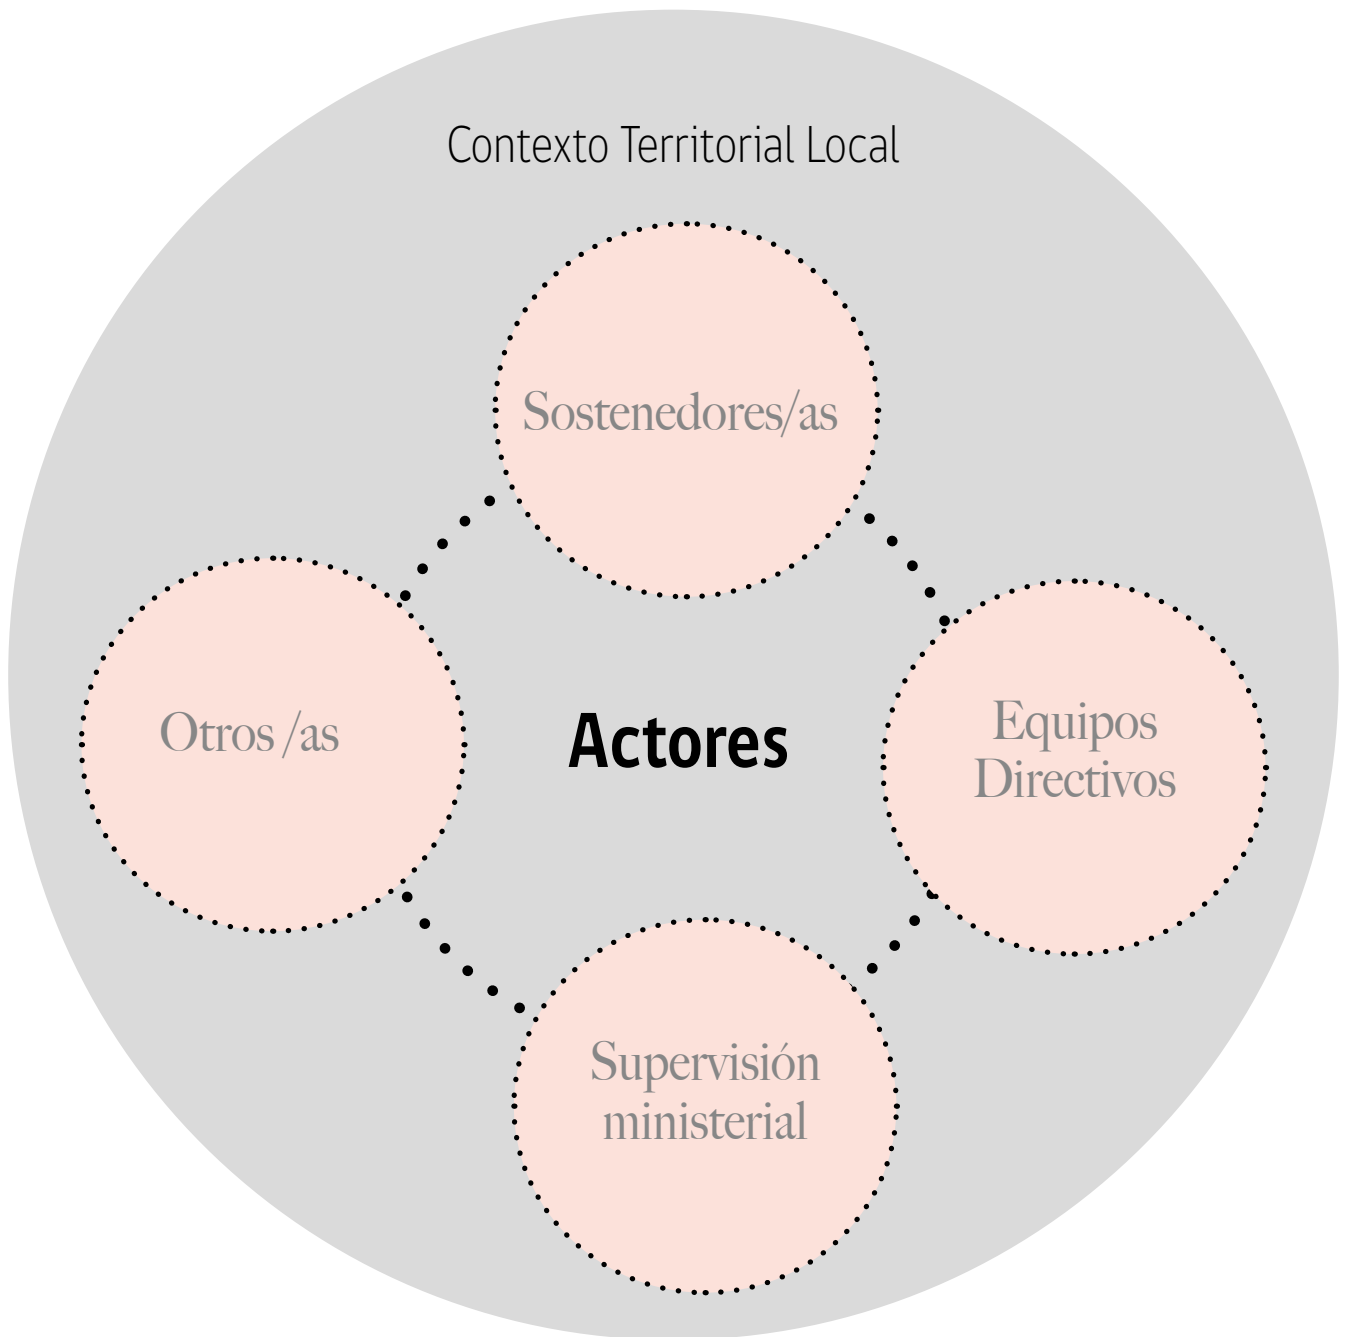 Contexto Territorial Local
Sostenedores/as
Otros /as
Actores
Equipos
Directivos
Supervisión
ministerial